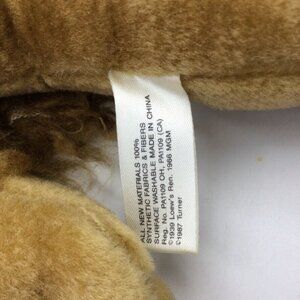 ALL NEW MATERIALS 100%
SYNTHETIC FABRICS & FIBERS
SURFACE WASHABLE MADE IN CHINA
Reg. No. PA1109 OH, PA1109 (CA)
©1939 Loew's Ren. 1966 MGM
©1987 Turner